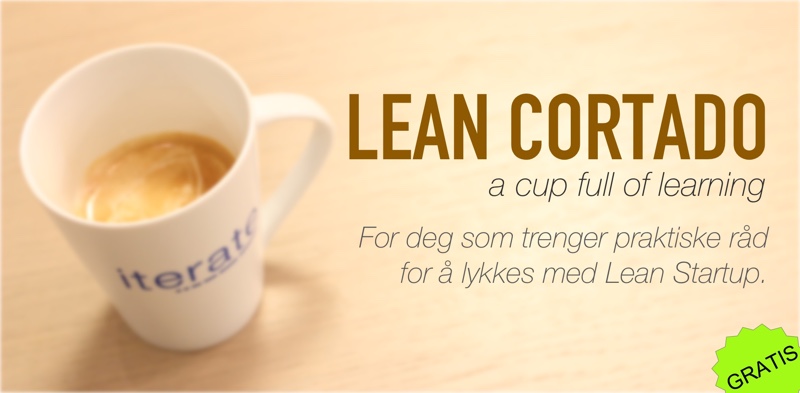 LEAN CORTADO
a cup full of learning
For deg som trenger praktiske råd
for å lykkes med Lean Startup.
iterate
GRATIS